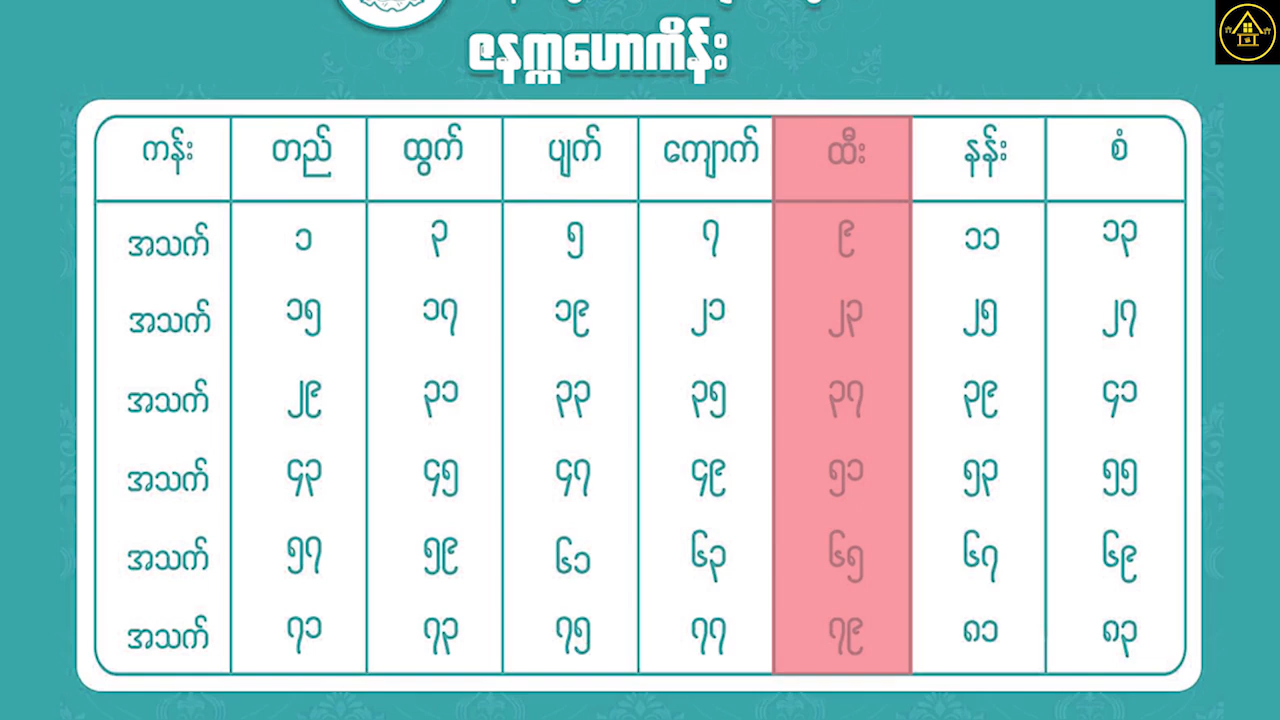 ဇနက္ကဟောကိန်း
ကန်း တည် ထွက် ပျက် ကျောက် ထီး နန်း စံ
အသက် ၁ ၃ ၅ ၇ ၉ ၁၁ ၁၃
အသက် ၁၅ ၁၇ ၁၉ ၂၁ ၂၃ ၂၅ ၂၇
အသက် ၂၉ ၃၁ ၃၃ ၃၅ ၃၇ ၃၉ ၄၁
အသက် ၄၃ ၄၅ ၄၇ ၄၉ ၅၁ ၅၃ ၅၅
အသက် ၅၇ ၅၉ ၆၁ ၆၃ ၆၅ ၆၇ ၆၉
အသက် ၇၁ ၇၃ ၇၅ ၇၇ ၇၉ ၈၁ ၈၃